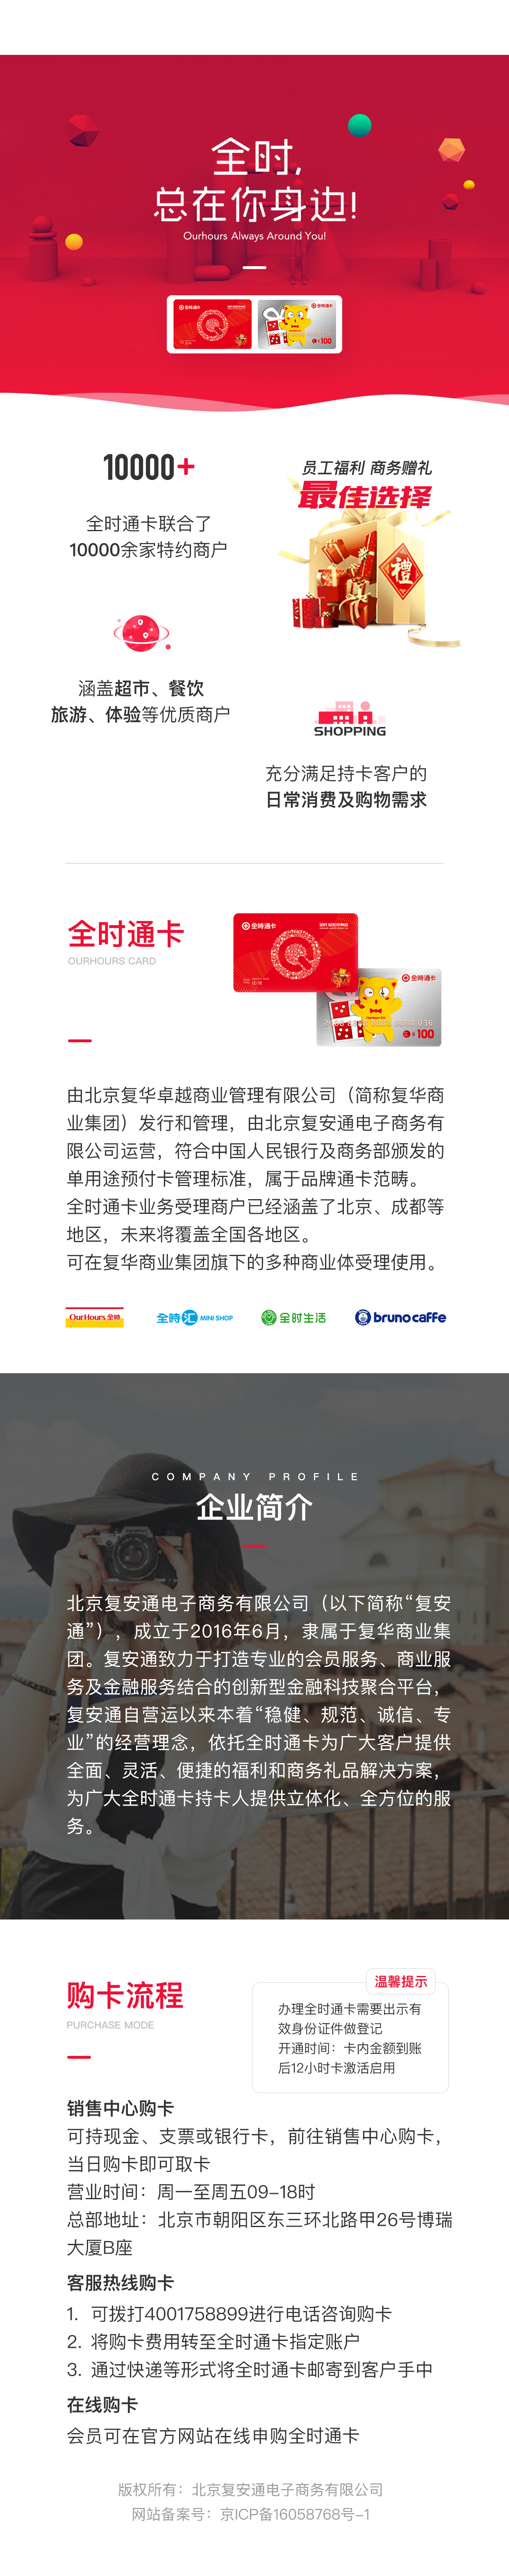 全时,
总在你身边!
Ourhours Always Around You!
全時通卡
全時通卡
100
10000+
全时通卡联合了
10000余家特约商户
员工福利 商务赠礼
最佳选择
禮
涵盖超市、餐饮
旅游、体验等优质商户
SHOPPING
充分满足持卡客户的
日常消费及购物需求
全时通卡
OURHOURS CARD
全時通卡
全時通卡
100
由北京复华卓越商业管理有限公司（简称复华商
业集团）发行和管理，由北京复安通电子商务有
限公司运营，符合中国人民银行及商务部颁发的
单用途预付卡管理标准，属于品牌通卡范畴。
全时通卡业务受理商户已经涵盖了北京、成都等
地区，未来将覆盖全国各地区。
可在复华商业集团旗下的多种商业体受理使用。
OurHours 全時
全時汇 MINI SHOP
全时生活
bruno caffe
COMPANY PROFILE
企业简介
北京复安通电子商务有限公司（以下简称“复安
通”），成立于2016年6月，隶属于复华商业集
团。复安通致力于打造专业的会员服务、商业服
务及金融服务结合的创新型金融科技聚合平台，
复安通自营运以来本着“稳健、规范、诚信、专
业”的经营理念，依托全时通卡为广大客户提供
全面、灵活、便捷的福利和商务礼品解决方案，
为广大全时通卡持卡人提供立体化、全方位的服
务。
购卡流程
PURCHASE MODE
温馨提示
办理全时通卡需要出示有
效身份证件做登记
开通时间：卡内金额到账
后12小时卡激活启用
销售中心购卡
可持现金、支票或银行卡，前往销售中心购卡，
当日购卡即可取卡
营业时间：周一至周五09-18时
总部地址：北京市朝阳区东三环北路甲26号博瑞
大厦B座
客服热线购卡
1. 可拨打4001758899进行电话咨询购卡
2. 将购卡费用转至全时通卡指定账户
3. 通过快递等形式将全时通卡邮寄到客户手中
在线购卡
会员可在官方网站在线申购全时通卡
版权所有：北京复安通电子商务有限公司
网站备案号：京ICP备16058768号-1